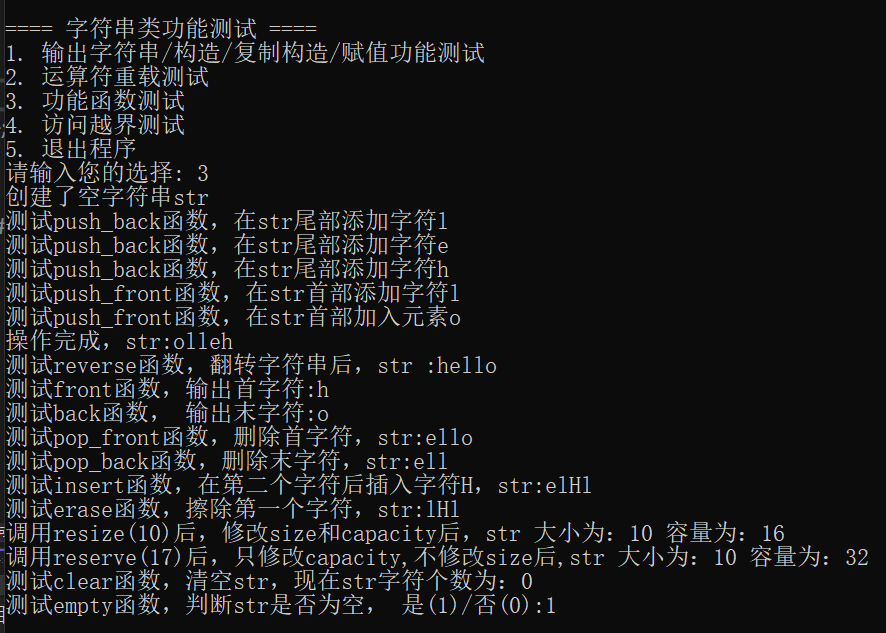 ==== 字符串类功能测试 ====
1. 输出字符串/构造/复制构造/赋值功能测试
2. 运算符重载测试
3. 功能函数测试
4. 访问越界测试
5. 退出程序
请输入您的选择: 3
创建了空字符串str
测试push_back函数，在str尾部添加字符l
测试push_back函数，在str尾部添加字符e
测试push_back函数，在str尾部添加字符h
测试push_front函数，在str首部添加字符l
测试push_front函数，在str首部加入元素o
操作完成，str:olleh
测试reverse函数，翻转字符串后，str :hello
测试front函数，输出首字符:h
测试back函数， 输出末字符:o
测试pop_front函数，删除首字符，str:ello
测试pop_back函数，删除末字符，str:ell
测试insert函数，在第二个字符后插入字符H，str:elHl
测试erase函数，擦除第一个字符，str:lHl
调用resize(10)后，修改size和capacity后，str 大小为：10 容量为：16
调用reserve(17)后，只修改capacity,不修改size后,str 大小为：10 容量为：32
测试clear函数，清空str，现在str字符个数为：0
测试empty函数，判断str是否为空， 是(1)/否(0):1